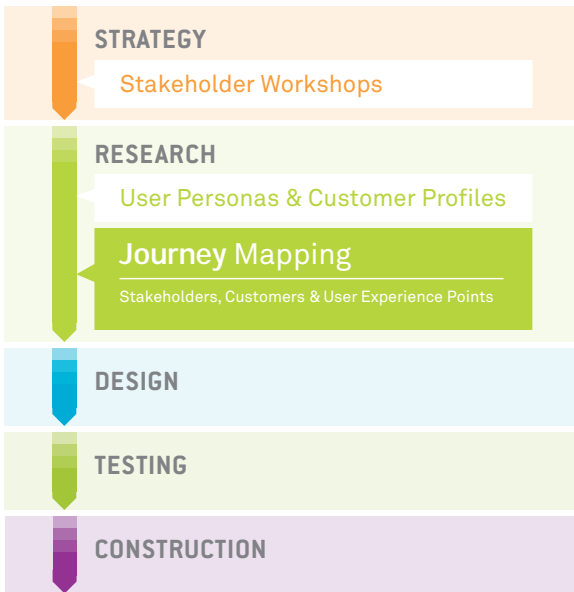 STRATEGY
Stakeholder Workshops
RESEARCH
User Personas & Customer Profiles
Journey Mapping
Stakeholders, Customers & User Experience Points
DESIGN
TESTING
CONSTRUCTION